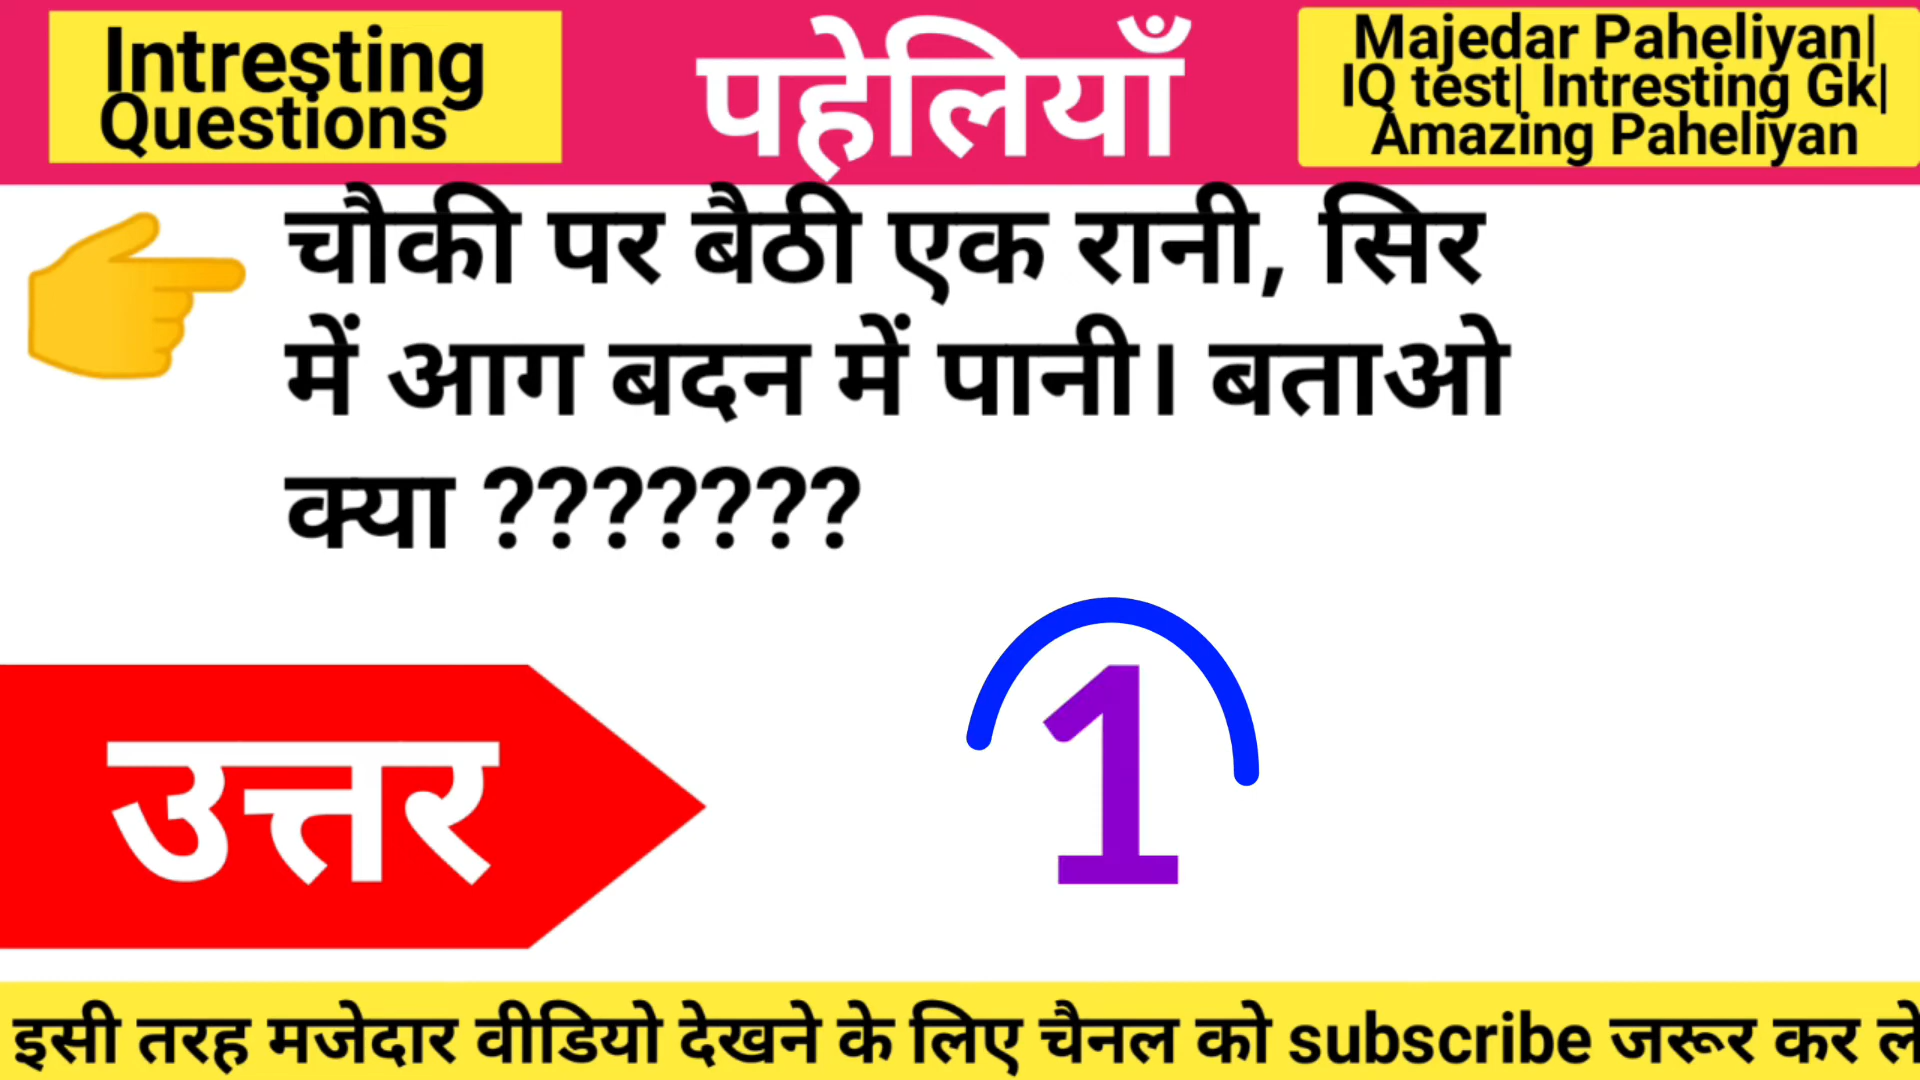 Intresting
Questions
पहेलियाँ
Majedar Paheliyan|
IQ test| Intresting Gk|
Amazing Paheliyan
चौकी पर बैठी एक रानी, सिर
में आग बदन में पानी। बताओ
क्या ???????
उत्तर
1
इसी तरह मजेदार वीडियो देखने के लिए चैनल को subscribe जरूर कर ले